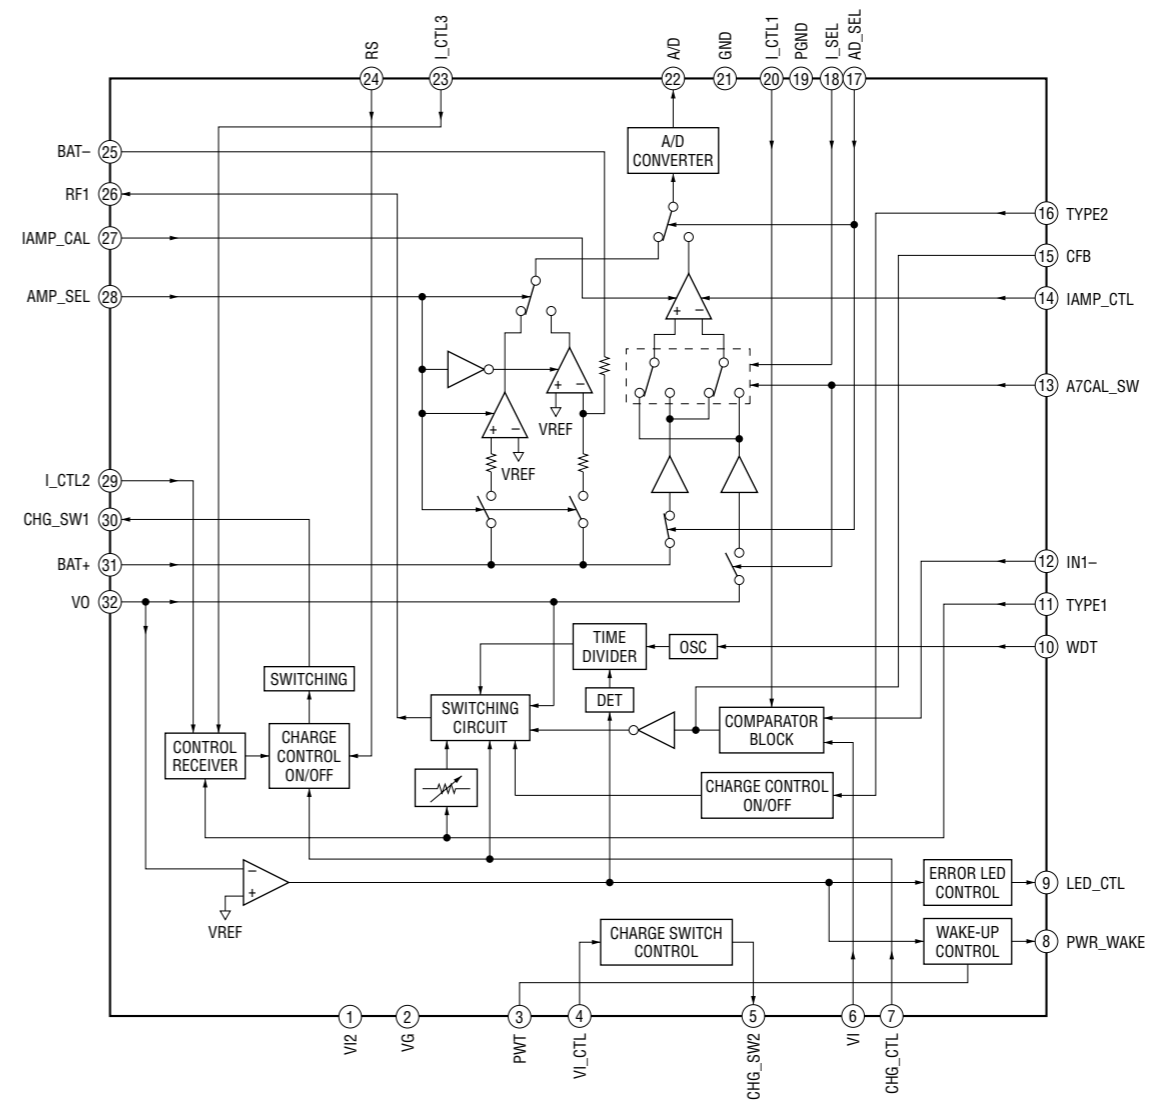 RS
I_CTL3
A/D
GND
I_CTL1
PGND
I_SEL
AD_SEL
24
23
22
21
20
19
18
17
A/D
CONVERTER
BAT– 25
RF1 26
IAMP_CAL 27
AMP_SEL 28
16 TYPE2
15 CFB
14 IAMP_CTL
13 A7CAL_SW
+ –
+ –
VREF
+ –
VREF
I_CTL2 29
CHG_SW1 30
BAT+ 31
VO 32
12 IN1–
11 TYPE1
10 WDT
TIME
DIVIDER
OSC
SWITCHING
DET
SWITCHING
CIRCUIT
COMPARATOR
BLOCK
CONTROL
RECEIVER
CHARGE
CONTROL
ON/OFF
CHARGE CONTROL
ON/OFF
–
+
VREF
ERROR LED
CONTROL
9 LED_CTL
CHARGE SWITCH
CONTROL
WAKE-UP
CONTROL
8 PWR_WAKE
1
2
3
4
5
6
7
VI2
VG
PWT
VI_CTL
CHG_SW2
VI
CHG_CTL